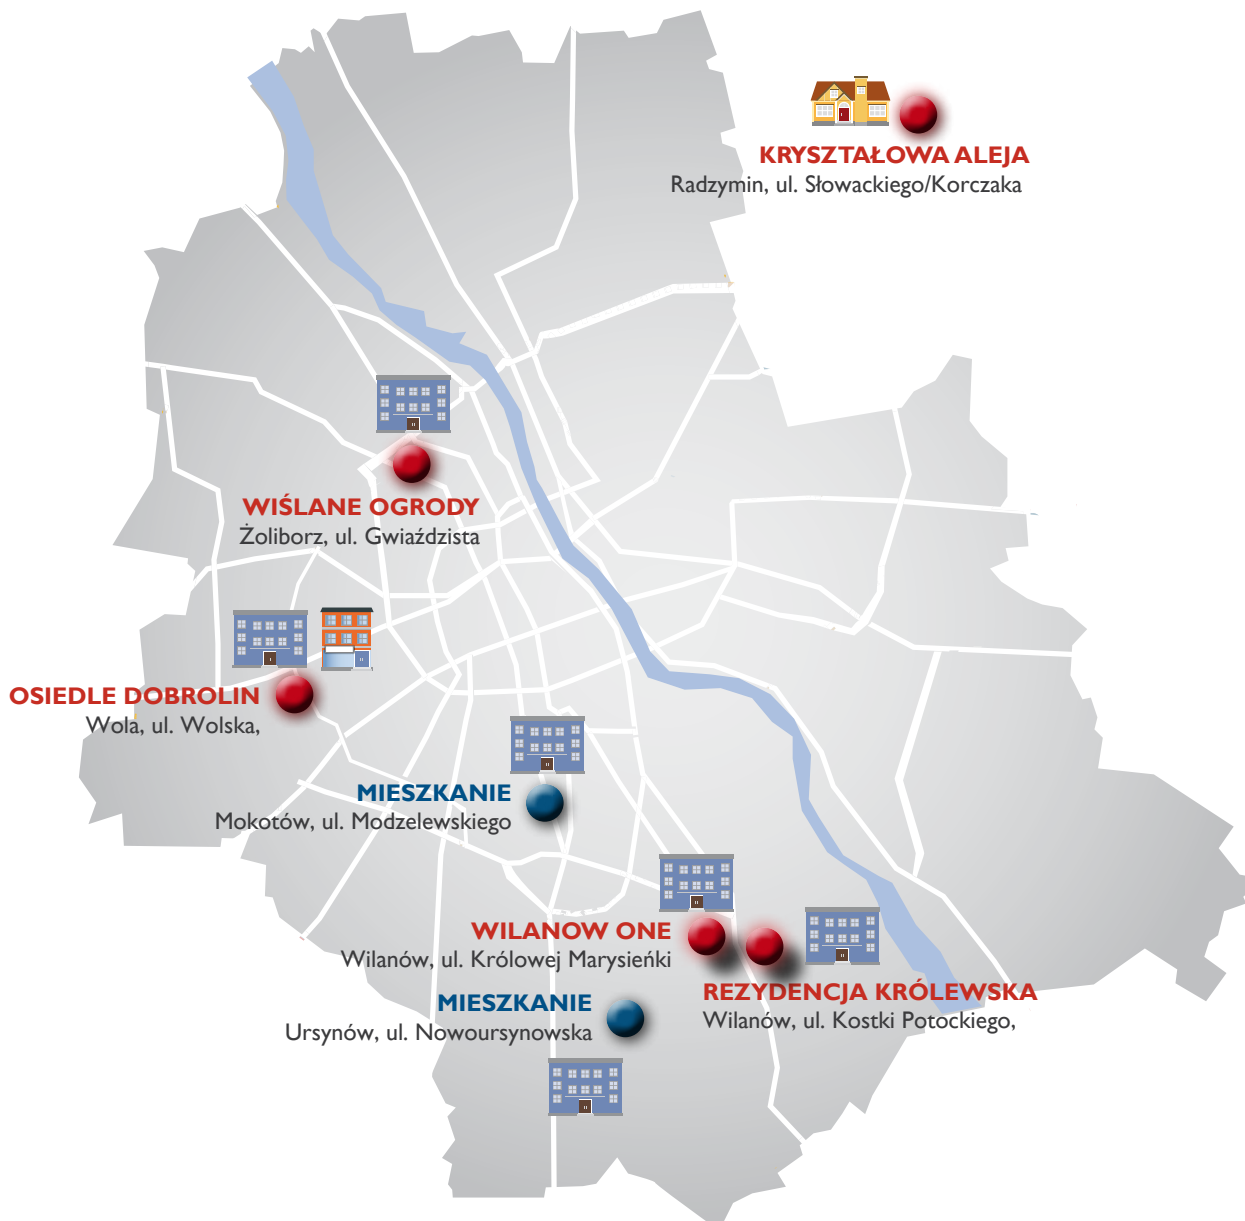 KRYSZTAŁOWA ALEJA
Radzymin, ul. Słowackiego/Korczaka
WIŚLANE OGRODY
Żoliborz, ul. Gwiaździsta
OSIEDLE DOBROLIN
Wola, ul. Wolska,
MIESZKANIE
Mokotów, ul. Modzelewskiego
WILANOW ONE
Wilanów, ul. Królowej Marysieńki
REZYDENCJA KRÓLEWSKA
Wilanów, ul. Kostki Potockiego,
MIESZKANIE
Ursynów, ul. Nowoursynowska